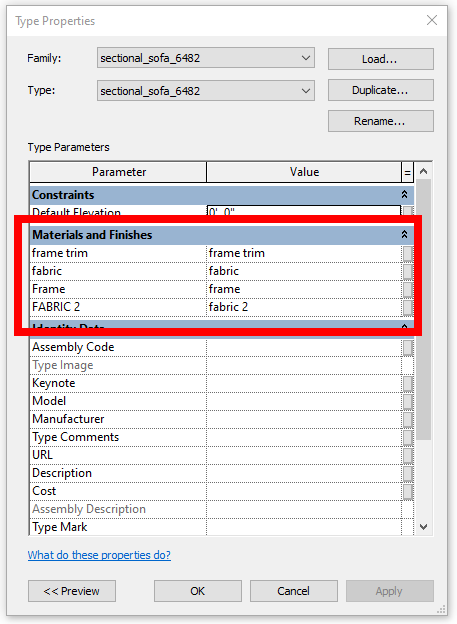 Type Properties
Family: sectional_sofa_6482 Load...
Type: sectional_sofa_6482 Duplicate...
Rename...
Type Parameters
Parameter Value =
Constraints
Default Elevation 0' 0"
Materials and Finishes
frame trim frame trim
fabric fabric
Frame frame
FABRIC 2 fabric 2
Identity Data
Assembly Code
Type Image
Keynote
Model
Manufacturer
Type Comments
URL
Description
Cost
Assembly Description
Type Mark
What do these properties do?
<< Preview OK Cancel Apply